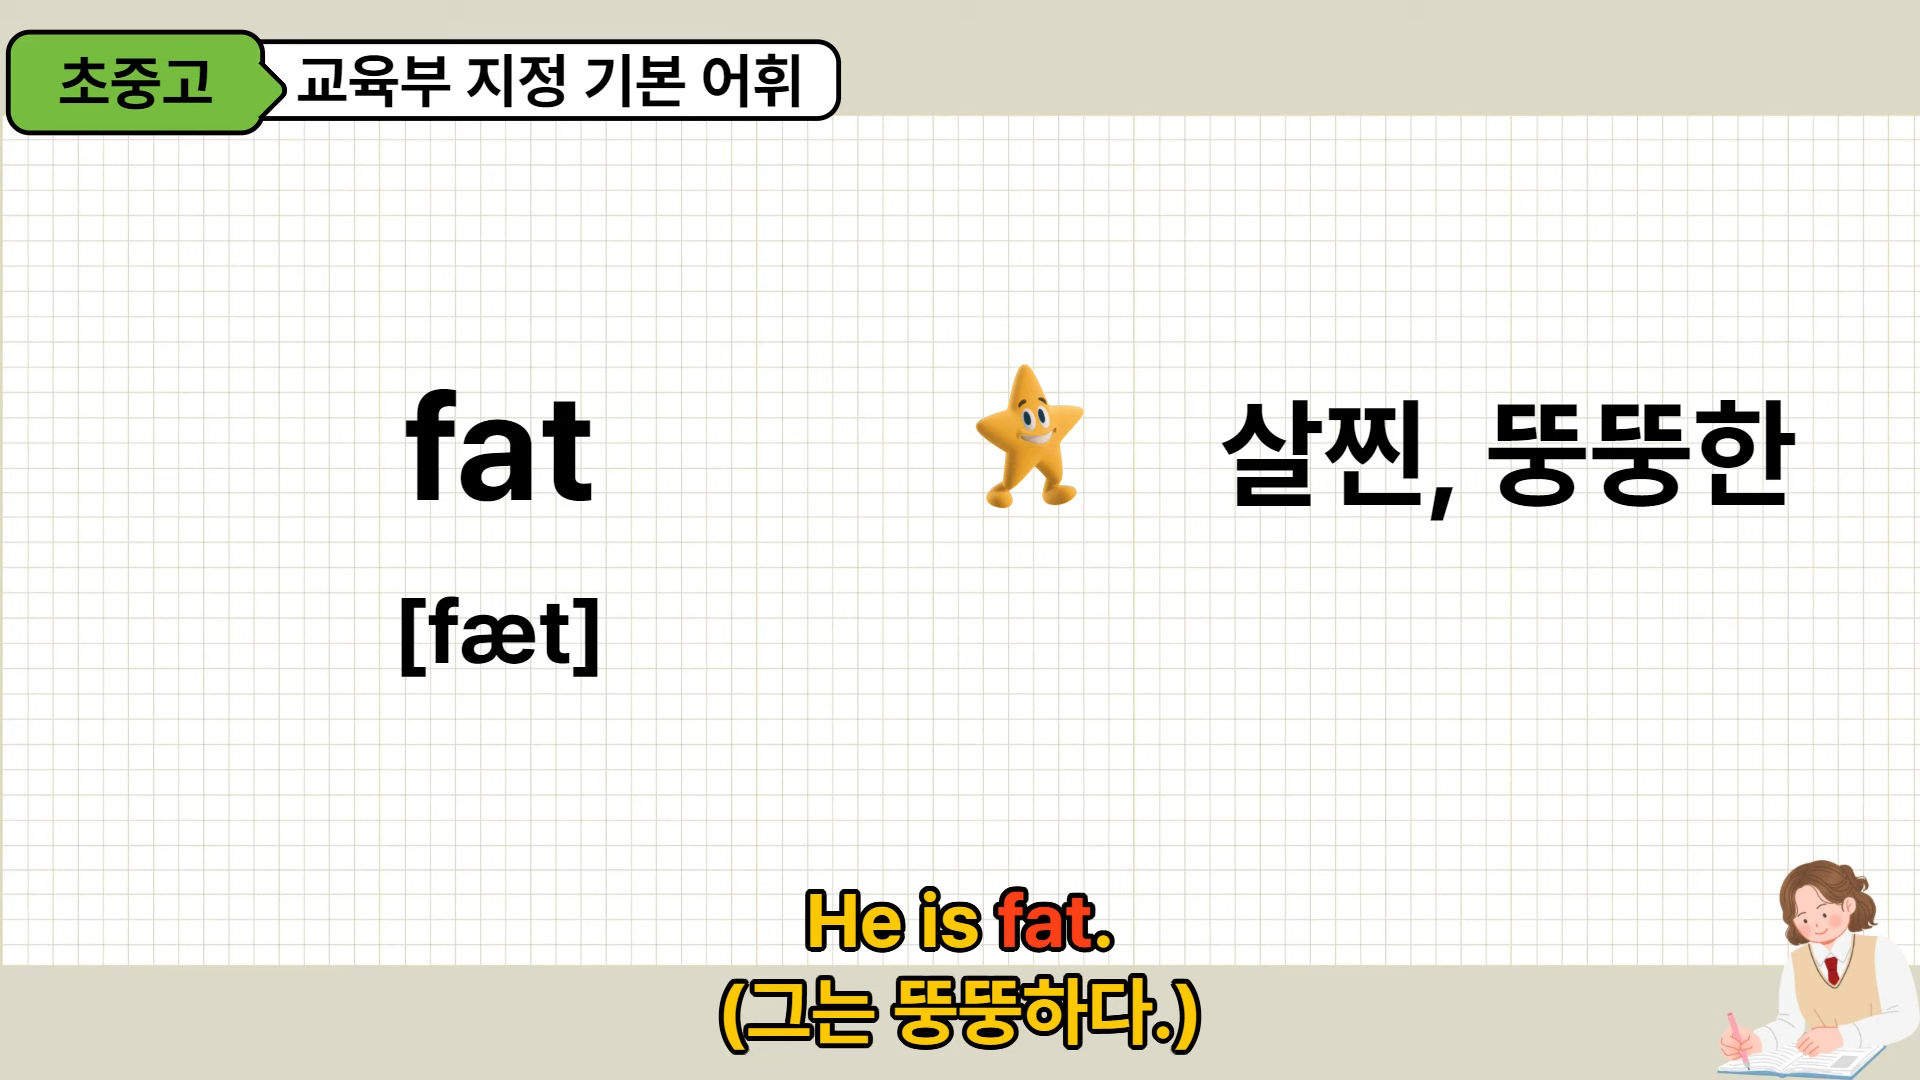 초중고 교육부 지정 기본 어휘
fat 살찐, 뚱뚱한
[fæt]
He is fat.
(그는 뚱뚱하다.)